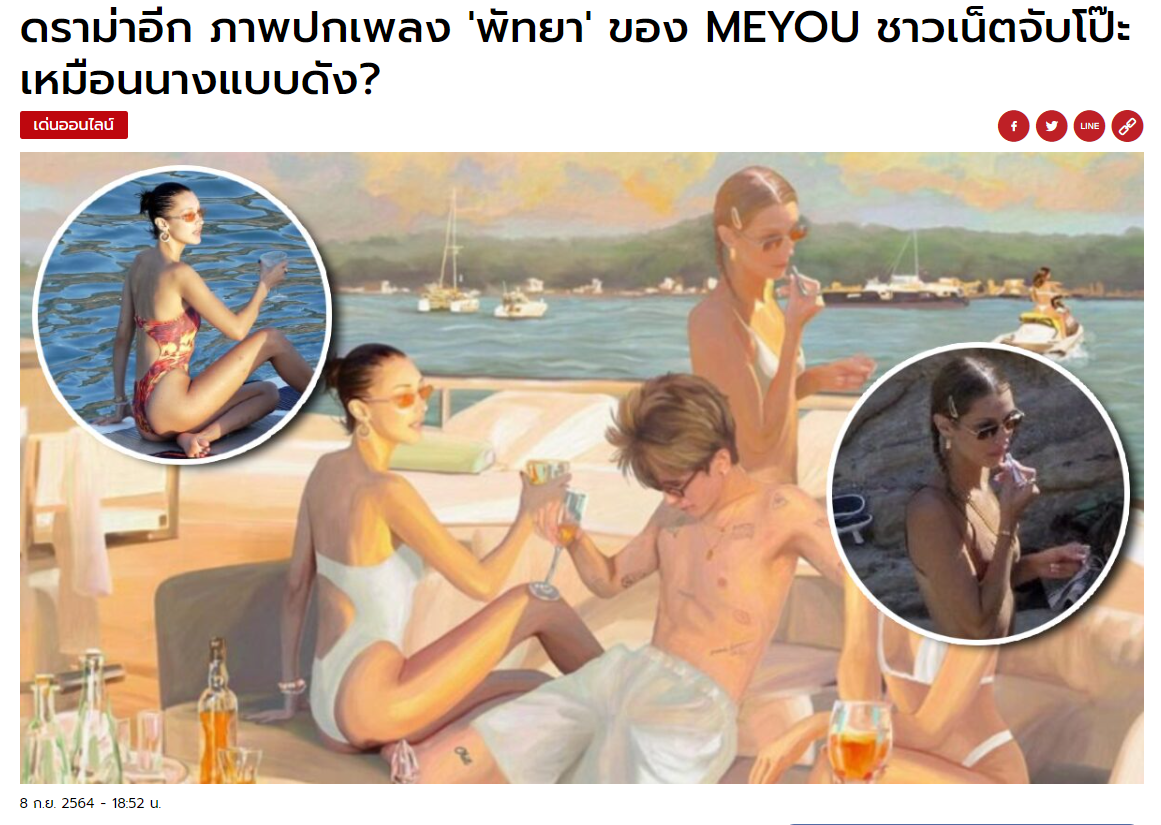 ดราม่าอีก ภาพปกเพลง 'พัทยา' ของ MEYOU ชาวเน็ตจับโป๊ะ
เหมือนนางแบบดัง?
เด่นออนไลน์
LINE
8 ก.ย. 2564 - 18:52 น.